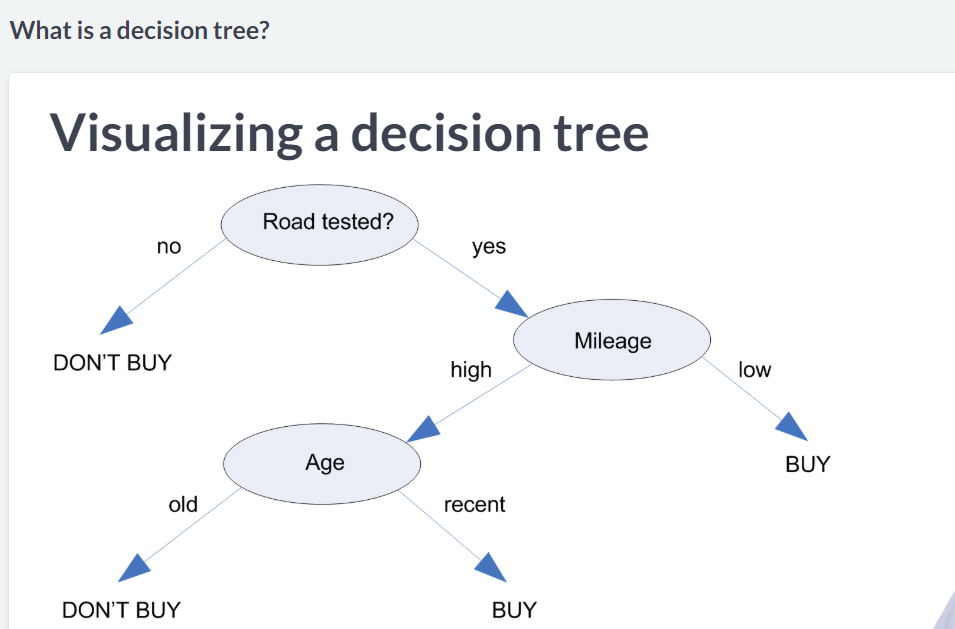 What is a decision tree?
Visualizing a decision tree
Road tested?
no
yes
DON'T BUY
Mileage
high
low
Age
BUY
old
recent
DON'T BUY
BUY